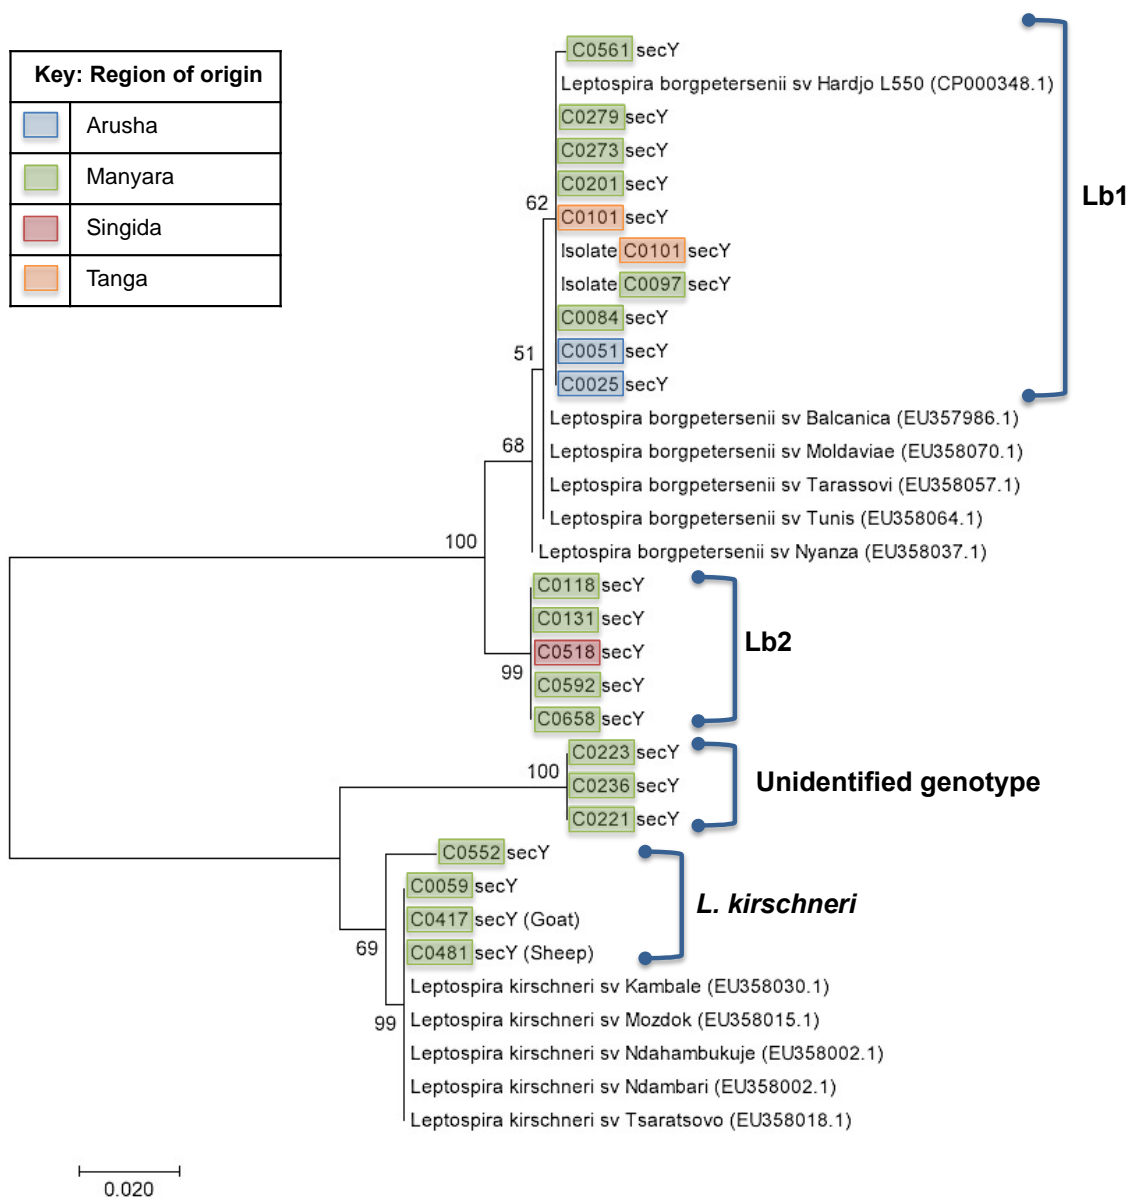 Key: Region of origin
Arusha
Manyara
Singida
Tanga
C0561 secY
Leptospira borgpetersenii sv Hardjo L550 (CP000348.1)
C0279 secY
C0273 secY
C0201 secY
Lb1
62
C0101 secY
Isolate C0101 secY
Isolate C0097 secY
C0084 secY
51
C0051 secY
C0025 secY
Leptospira borgpetersenii sv Balcanica (EU357986.1)
68
Leptospira borgpetersenii sv Moldaviae (EU358070.1)
Leptospira borgpetersenii sv Tarassovi (EU358057.1)
Leptospira borgpetersenii sv Tunis (EU358064.1)
100
Leptospira borgpetersenii sv Nyanza (EU358037.1)
C0118 secY
C0131 secY
Lb2
C0518 secY
99
C0592 secY
C0658 secY
C0223 secY
100
C0236 secY
Unidentified genotype
C0221 secY
C0552 secY
C0059 secY
L. kirschneri
C0417 secY (Goat)
69
C0481 secY (Sheep)
Leptospira kirschneri sv Kambale (EU358030.1)
99
Leptospira kirschneri sv Mozdok (EU358015.1)
Leptospira kirschneri sv Ndahambukuje (EU358002.1)
Leptospira kirschneri sv Ndambari (EU358002.1)
Leptospira kirschneri sv Tsaratsovo (EU358018.1)
0.020